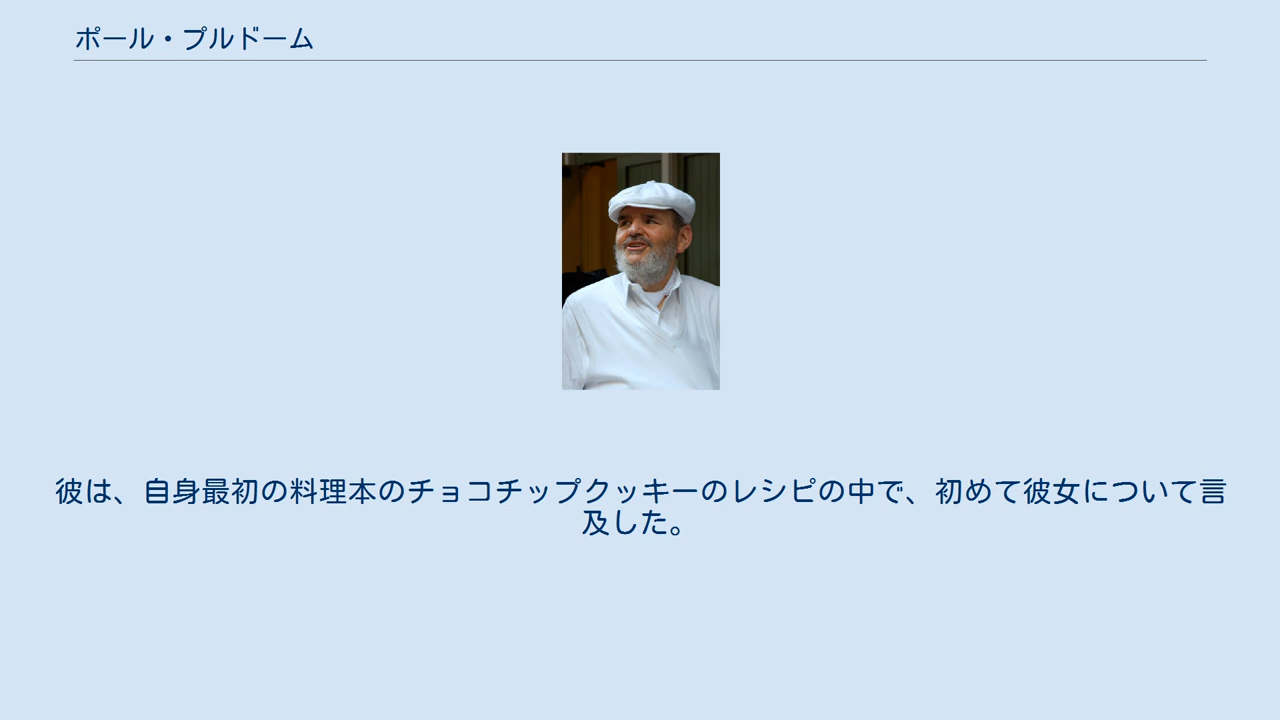 ポール・プルドーム
彼は、自身最初の料理本のチョコチップクッキーのレシピの中で、初めて彼女について言
及した。